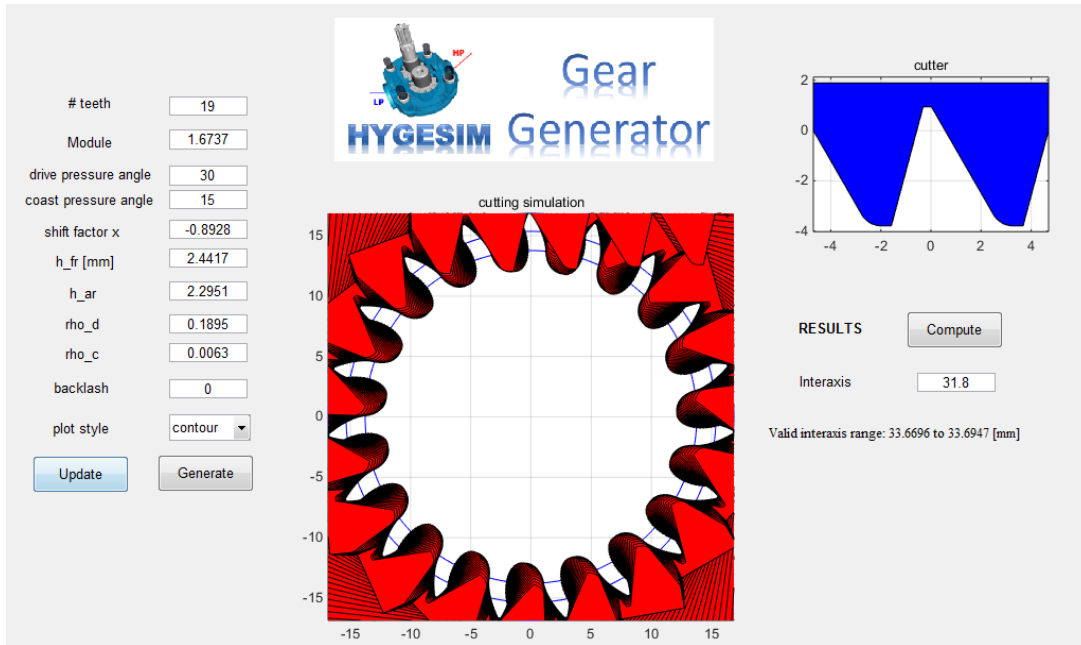 HP
LP
HYGESIM
Gear
Generator
# teeth
19
Module
1.6737
drive pressure angle
30
coast pressure angle
15
shift factor x
-0.8928
h_fr [mm]
2.4417
h_ar
2.2951
rho_d
0.1895
rho_c
0.0063
backlash
0
plot style
contour
Update
Generate
cutting simulation
15
10
5
0
-5
-10
-15
-15
-10
-5
0
5
10
15
cutter
2
0
-2
-4
-4
-2
0
2
4
RESULTS
Compute
Interaxis
31.8
Valid interaxis range: 33.6696 to 33.6947 [mm]